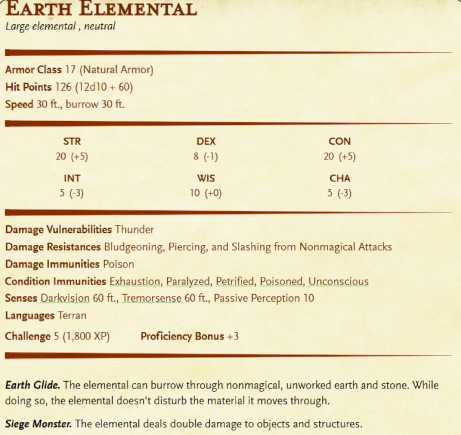 EARTH ELEMENTAL
Large elemental , neutral
Armor Class 17 (Natural Armor)
Hit Points 126 (12d10 + 60)
Speed 30 ft., burrow 30 ft.
STR DEX CON
20 (+5) 8 (-1) 20 (+5)
INT WIS CHA
5 (-3) 10 (+0) 5 (-3)
Damage Vulnerabilities Thunder
Damage Resistances Bludgeoning, Piercing, and Slashing from Nonmagical Attacks
Damage Immunities Poison
Condition Immunities Exhaustion, Paralyzed, Petrified, Poisoned, Unconscious
Senses Darkvision 60 ft., Tremorsense 60 ft., Passive Perception 10
Languages Terran
Challenge 5 (1,800 XP) Proficiency Bonus +3
Earth Glide. The elemental can burrow through nonmagical, unworked earth and stone. While
doing so, the elemental doesn't disturb the material it moves through.
Siege Monster. The elemental deals double damage to objects and structures.